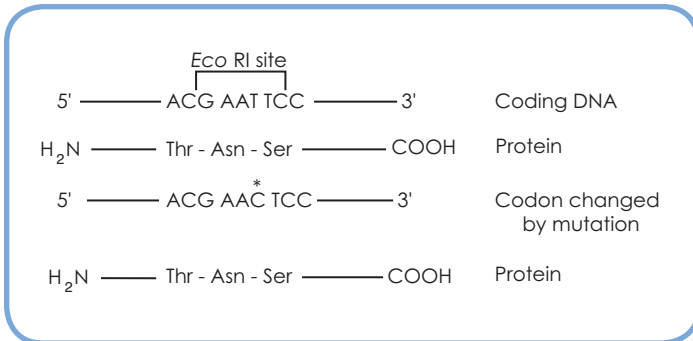 Eco RI site
5' ACG AAT TCC 3' Coding DNA
H₂N Thr - Asn - Ser COOH Protein
*
5' ACG AAC TCC 3' Codon changed
by mutation
H₂N Thr - Asn - Ser COOH Protein